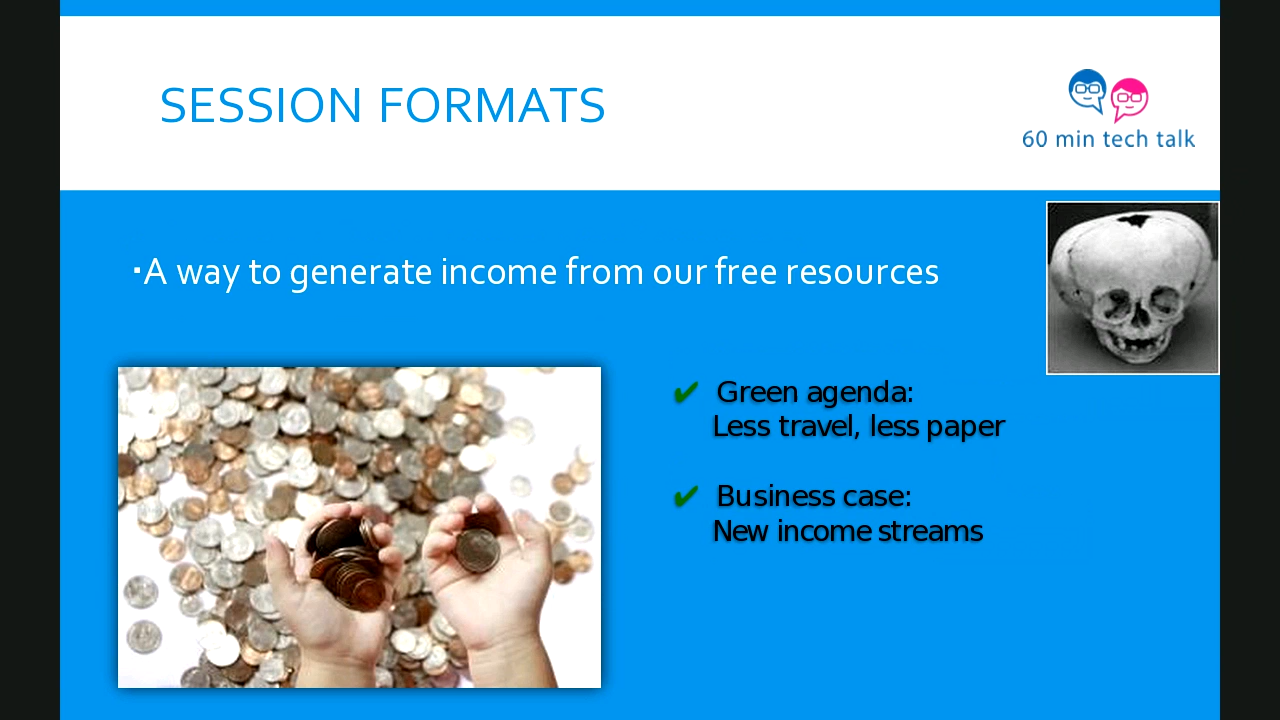 SESSION FORMATS
60 min tech talk
▪A way to generate income from our free resources
✔ Green agenda:
Less travel, less paper
✔ Business case:
New income streams